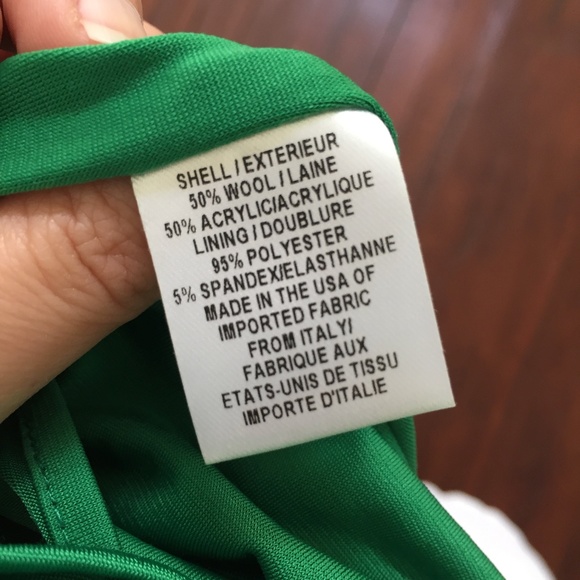 SHELL / EXTERIEUR
50% WOOL / LAINE
50% ACRYLIC/ACRYLIQUE
LINING / DOUBLURE
95% POLYESTER
5% SPANDEX/ELASTHANNE
MADE IN THE USA OF
IMPORTED FABRIC
FROM ITALY/
FABRIQUE AUX
ETATS-UNIS DE TISSU
IMPORTE D'ITALIE